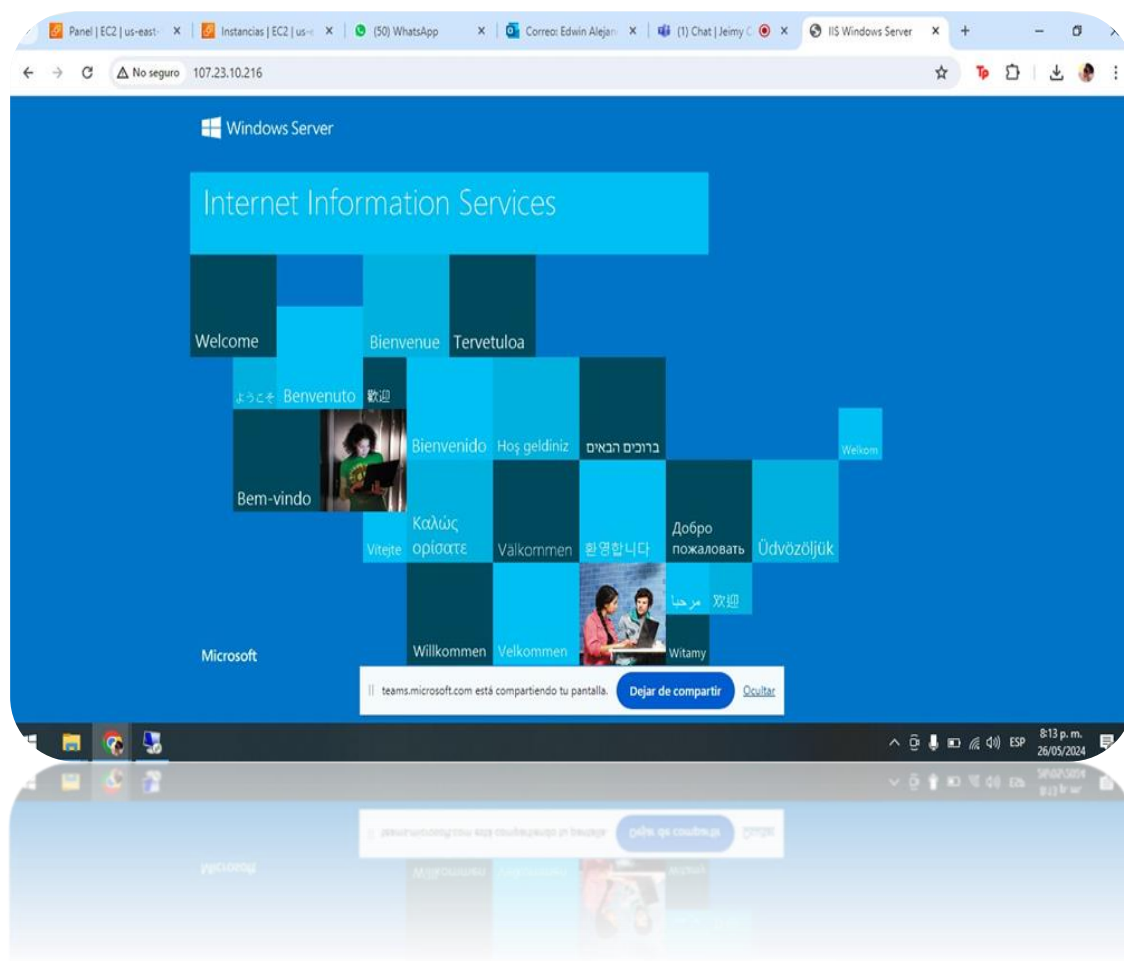 Panel | EC2 | us-east-
Instancias | EC2 | us-e
(50) WhatsApp
Correo: Edwin Alejan
(1) Chat | Jeimy C
IIS Windows Server
No seguro
107.23.10.216
Windows Server
Internet Information Services
Welcome
Bienvenue
Tervetuloa
ようこそ
Benvenuto
歡迎
Bienvenido
Hoş geldiniz
ברוכים הבאים
Welkom
Bem-vindo
Vítejte
Καλώς
ορίσατε
Välkommen
환영합니다
Добро
пожаловать
Üdvözöljük
مرحبا
欢迎
Microsoft
Willkommen
Velkommen
Witamy
teams.microsoft.com está compartiendo tu pantalla.
Dejar de compartir
Ocultar
ESP
8:13 p. m.
26/05/2024